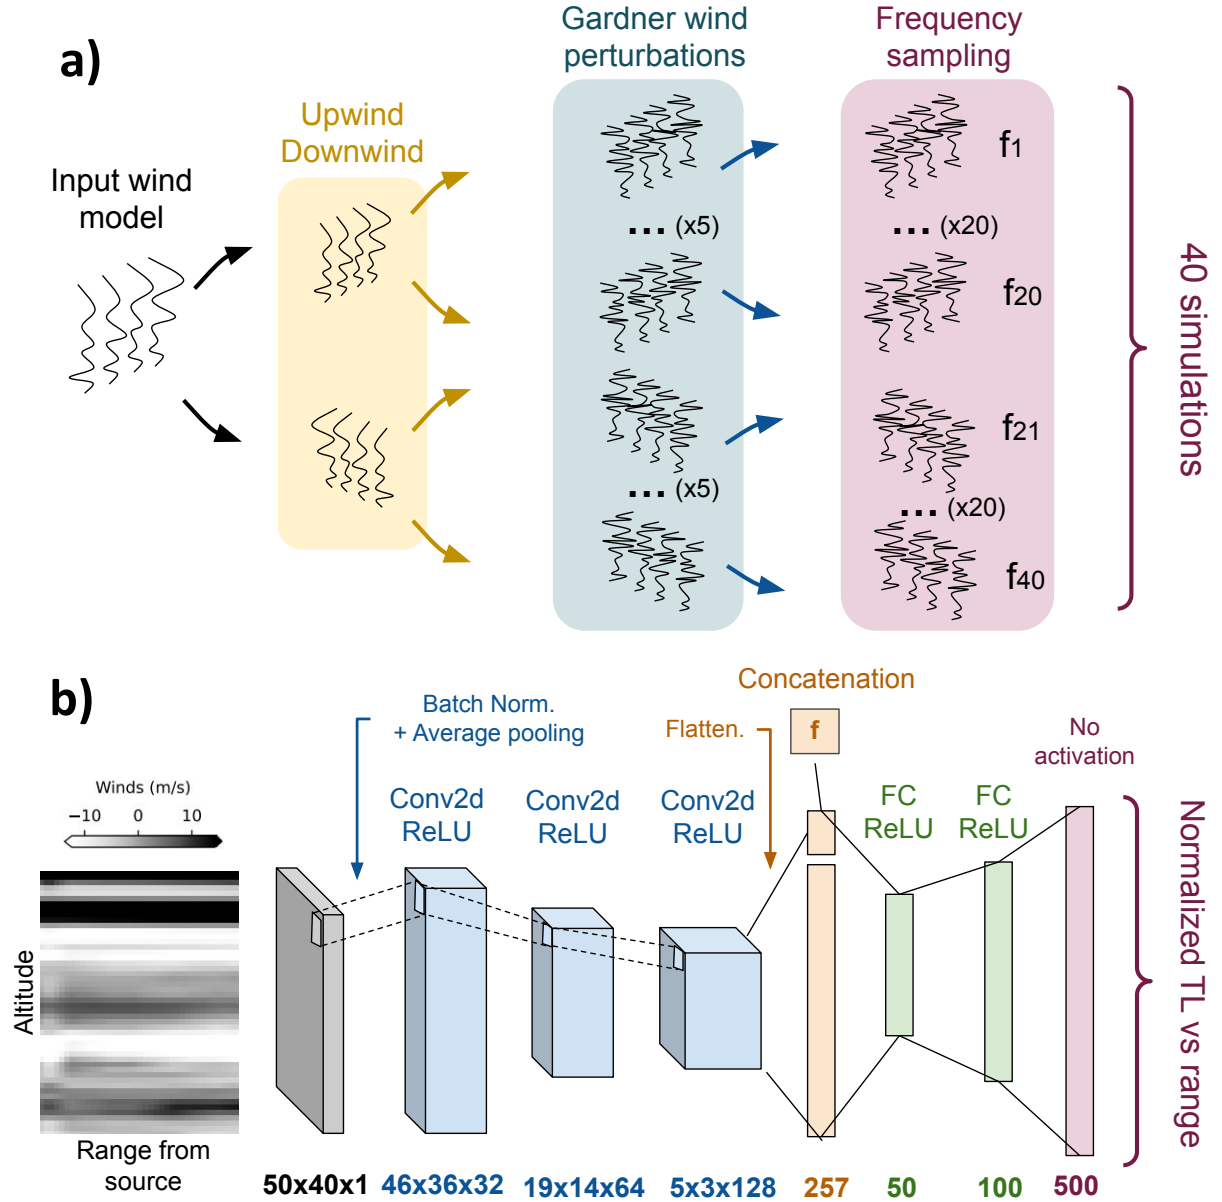 a)
Input wind
model
Upwind
Downwind
Gardner wind
perturbations
Frequency
sampling
... (x5)
... (x5)
f1
... (x20)
f20
f21
... (x20)
f40
40 simulations
b)
Winds (m/s)
−10 0 10
Altitude
Range from
source
Batch Norm.
+ Average pooling
Conv2d
ReLU
Conv2d
ReLU
Conv2d
ReLU
Flatten.
Concatenation
f
FC
ReLU
FC
ReLU
No
activation
Normalized TL vs range
50x40x1 46x36x32 19x14x64 5x3x128 257 50 100 500